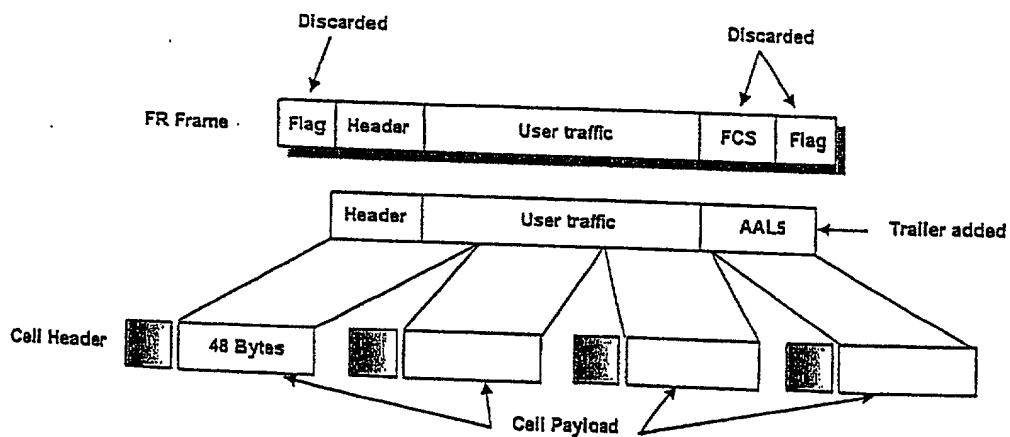 Discarded
Discarded
FR Frame
Flag
Header
User traffic
FCS
Flag
Header
User traffic
AAL5
Trailer added
Cell Header
48 Bytes
Cell Payload